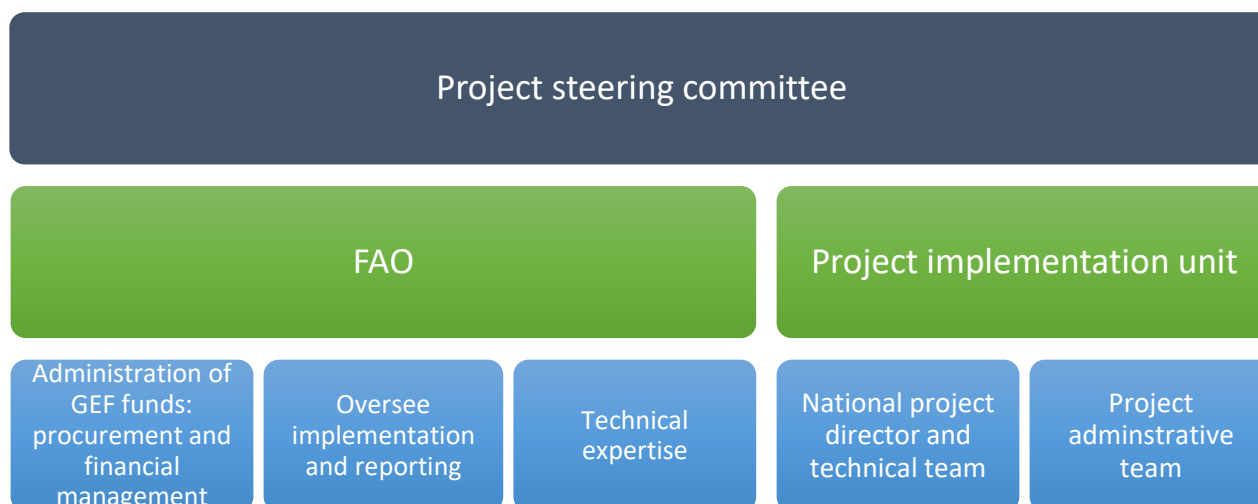 Project steering committee
FAO
Project implementation unit
Administration of
GEF funds:
procurement and
financial
management
Oversee
implementation
and reporting
Technical
expertise
National project
director and
technical team
Project
adminstrative
team